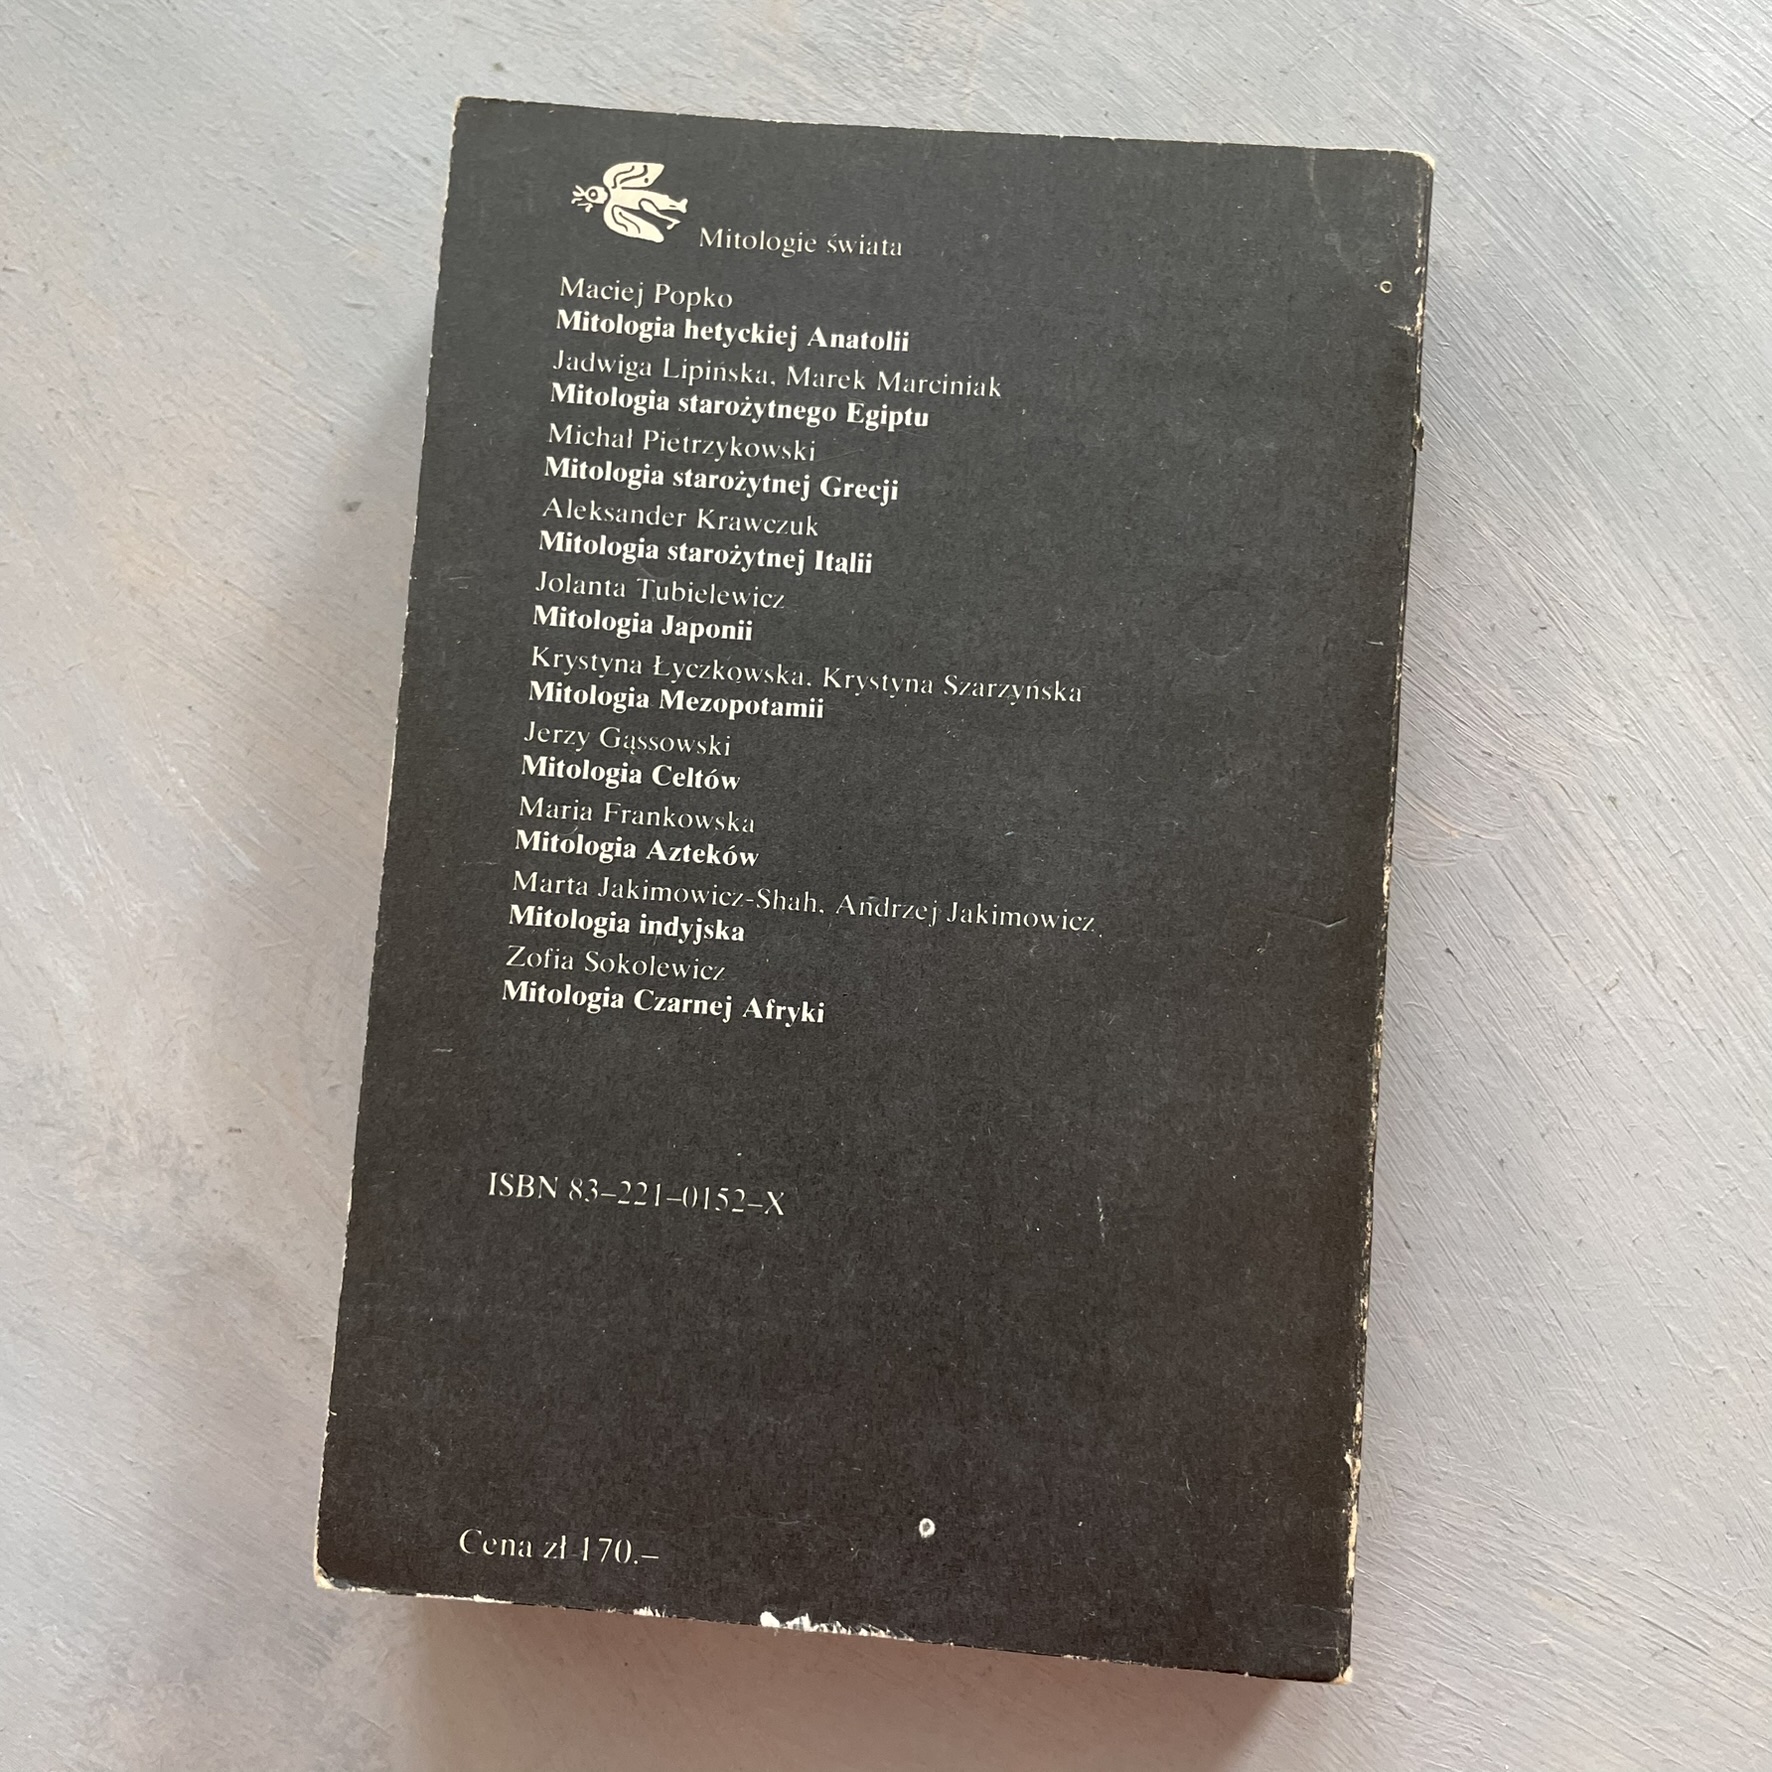 Mitologie świata
Maciej Popko
Mitologia hetyckiej Anatolii
Jadwiga Lipińska, Marek Marciniak
Mitologia starożytnego Egiptu
Michał Pietrzykowski
Mitologia starożytnej Grecji
Aleksander Krawczuk
Mitologia starożytnej Italii
Jolanta Tubielewicz
Mitologia Japonii
Krystyna Łyczkowska, Krystyna Szarzyńska
Mitologia Mezopotamii
Jerzy Gąssowski
Mitologia Celtów
Maria Frankowska
Mitologia Azteków
Marta Jakimowicz-Shah, Andrzej Jakimowicz
Mitologia indyjska
Zofia Sokolewicz
Mitologia Czarnej Afryki
ISBN 83–221–0152–X
Cena zł 170.–